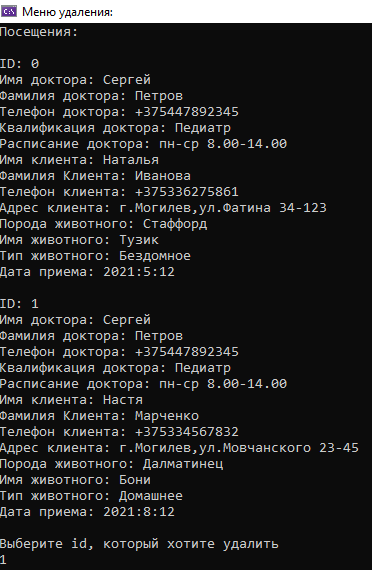 C:\ Меню удаления:
Посещения:
ID: 0
Имя доктора: Сергей
Фамилия доктора: Петров
Телефон доктора: +375447892345
Квалификация доктора: Педиатр
Расписание доктора: пн-ср 8.00-14.00
Имя клиента: Наталья
Фамилия Клиента: Иванова
Телефон клиента: +375336275861
Адрес клиента: г.Могилев,ул.Фатина 34-123
Порода животного: Стаффорд
Имя животного: Тузик
Тип животного: Бездомное
Дата приема: 2021:5:12
ID: 1
Имя доктора: Сергей
Фамилия доктора: Петров
Телефон доктора: +375447892345
Квалификация доктора: Педиатр
Расписание доктора: пн-ср 8.00-14.00
Имя клиента: Настя
Фамилия Клиента: Марченко
Телефон клиента: +375334567832
Адрес клиента: г.Могилев,ул.Мовчанского 23-45
Порода животного: Далматинец
Имя животного: Бони
Тип животного: Домашнее
Дата приема: 2021:8:12
Выберите id, который хотите удалить
1